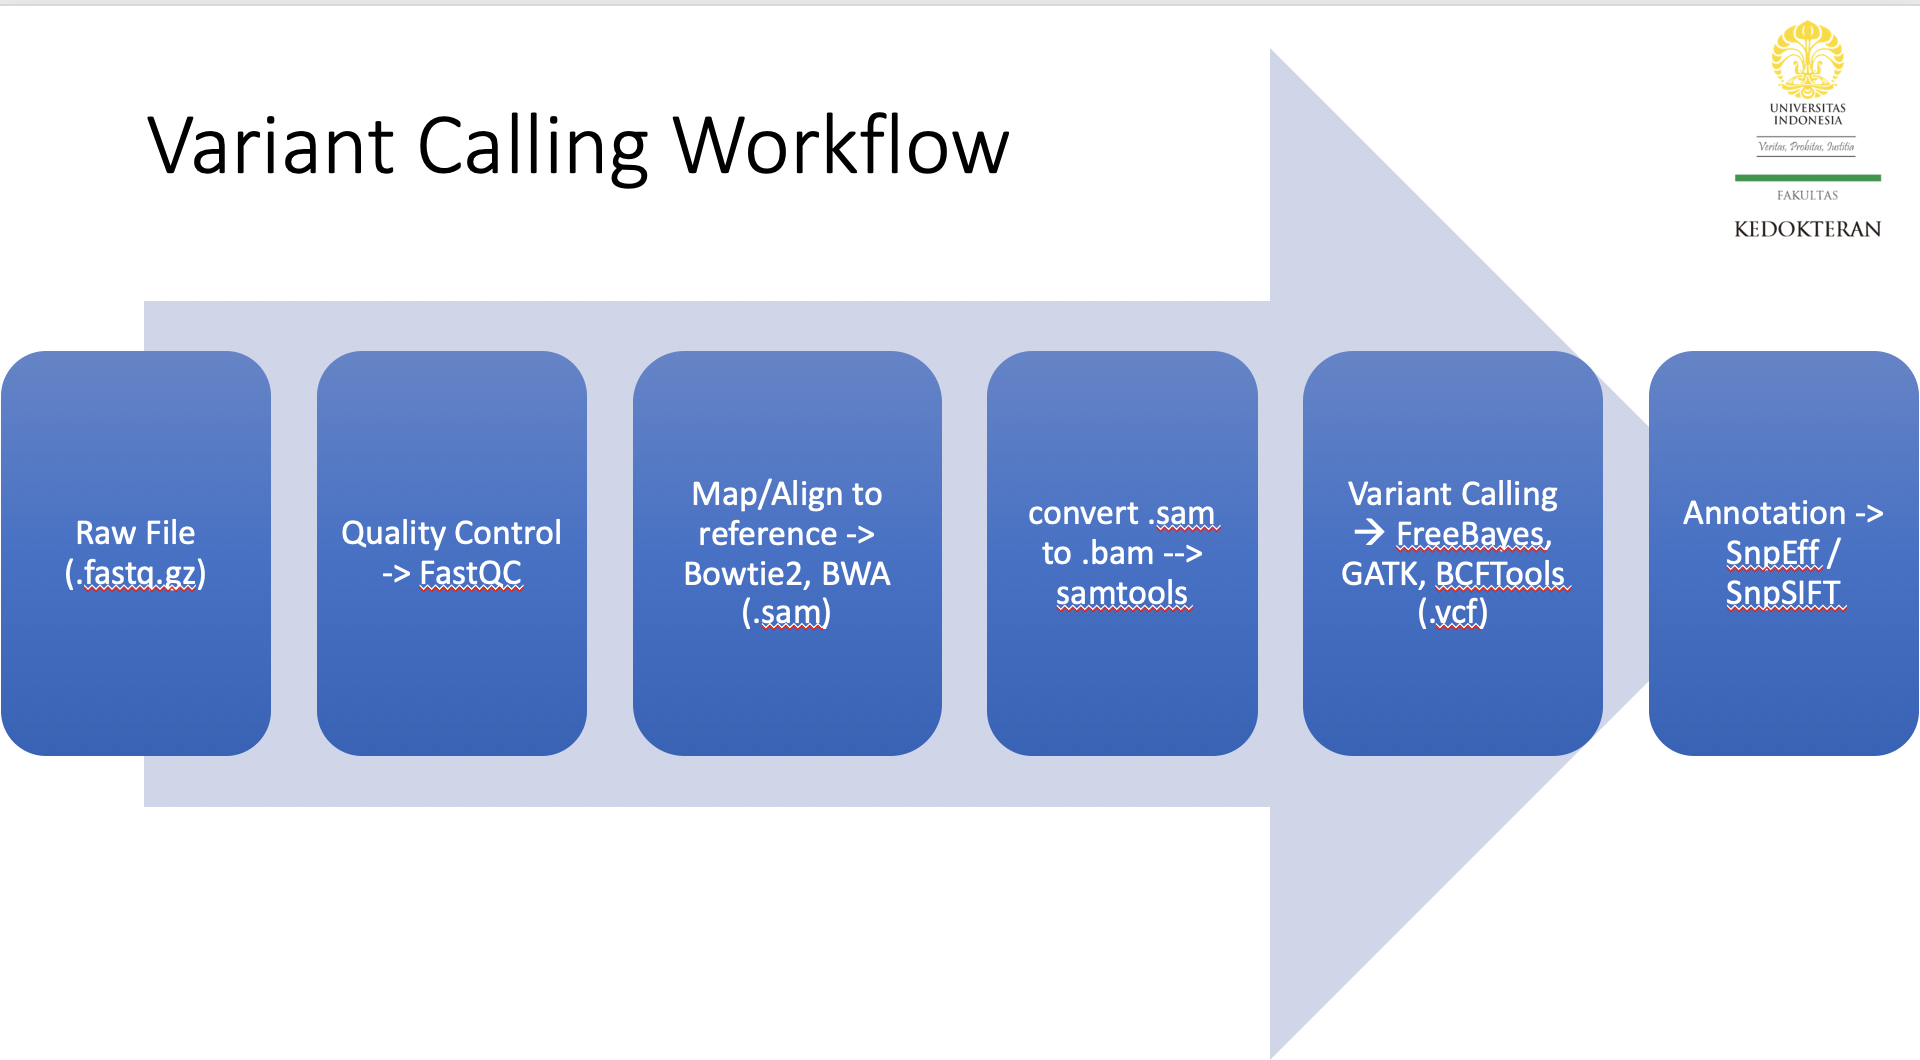 Variant Calling Workflow
UNIVERSITAS
INDONESIA
Veritas, Probitas, Justitia
FAKULTAS
KEDOKTERAN
Raw File
(.fastq.gz)
Quality Control
-> FastQC
Map/Align to
reference ->
Bowtie2, BWA
(.sam)
convert .sam
to .bam -->
samtools
Variant Calling
→ FreeBayes,
GATK, BCFTools
(.vcf)
Annotation ->
SnpEff /
SnpSIFT